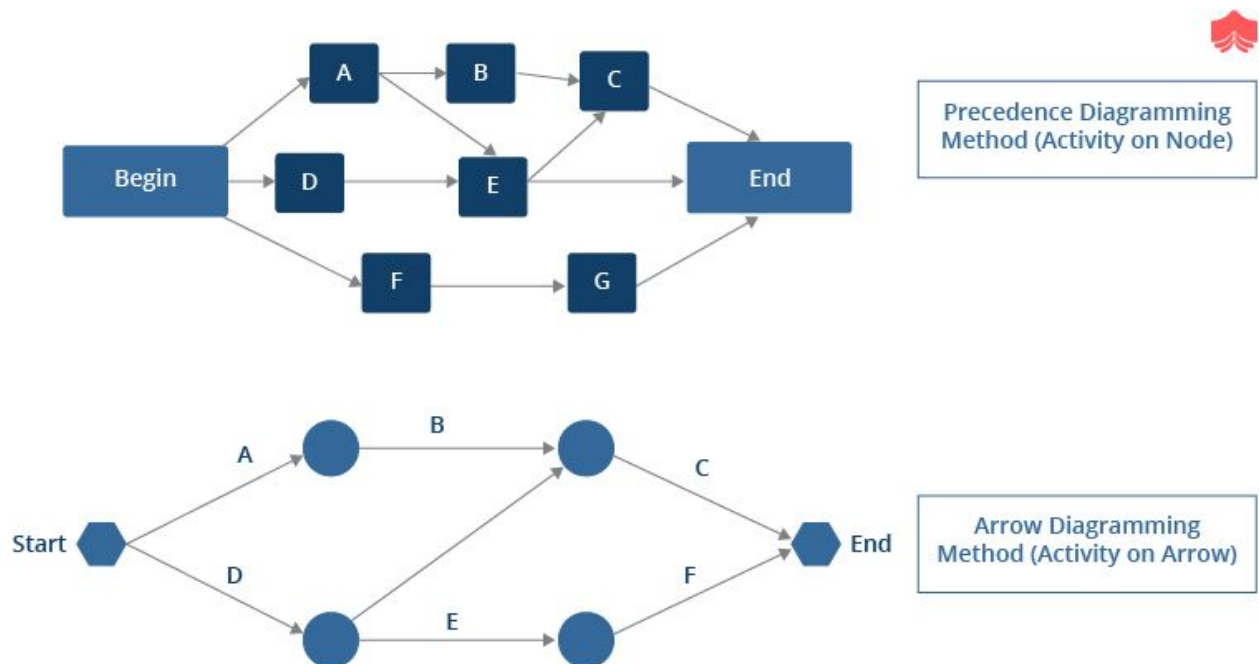 A
B
C
Precedence Diagramming
Method (Activity on Node)
Begin
D
E
End
F
G
A
B
C
Start
End
Arrow Diagramming
Method (Activity on Arrow)
D
F
E